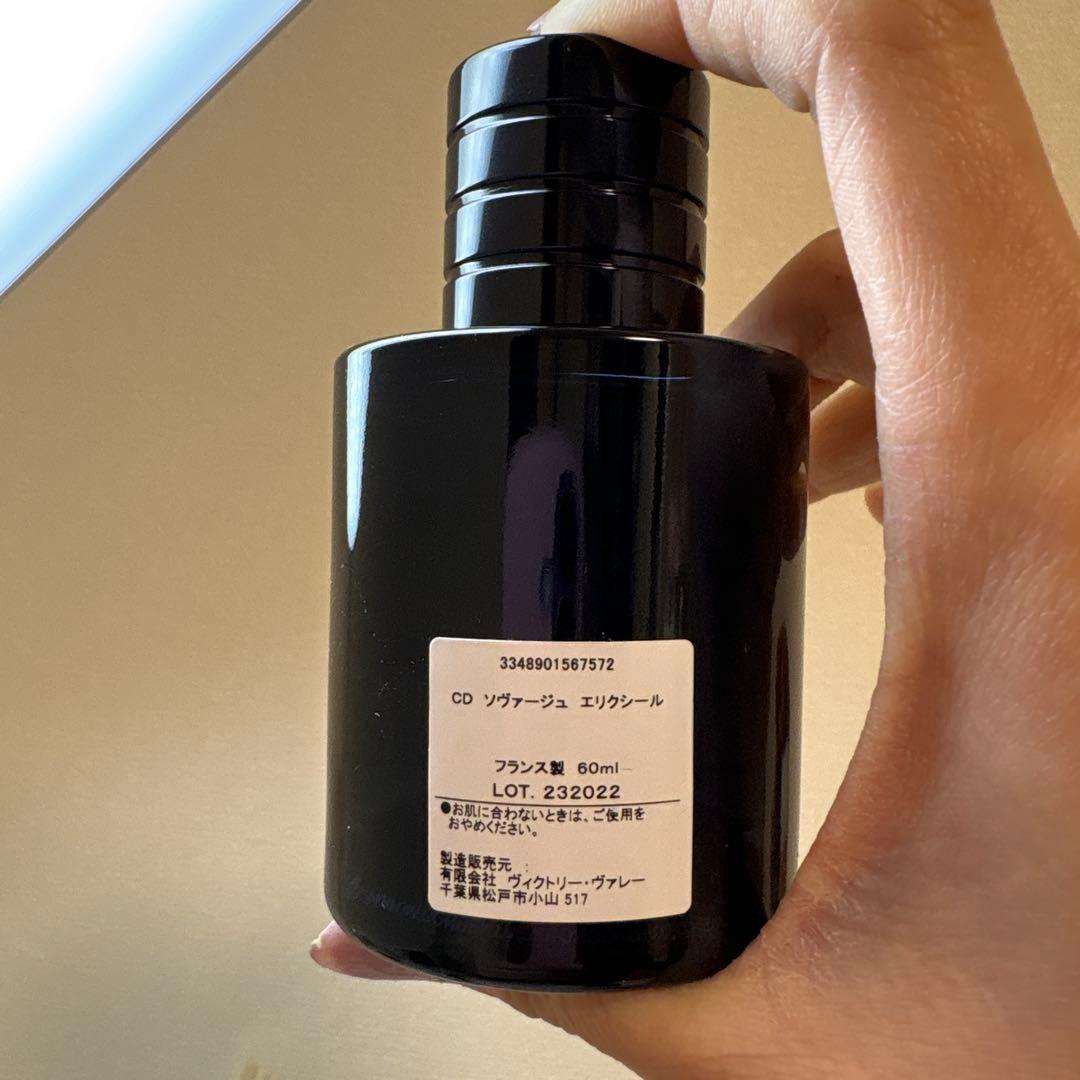 3348901567572
CD ソヴァージュ エリクシール
フランス製 60ml
LOT. 232022
●お肌に合わないときは、ご使用を
おやめください。
製造販売元 :
有限会社 ヴィクトリー・ヴァレー
千葉県松戸市小山 517